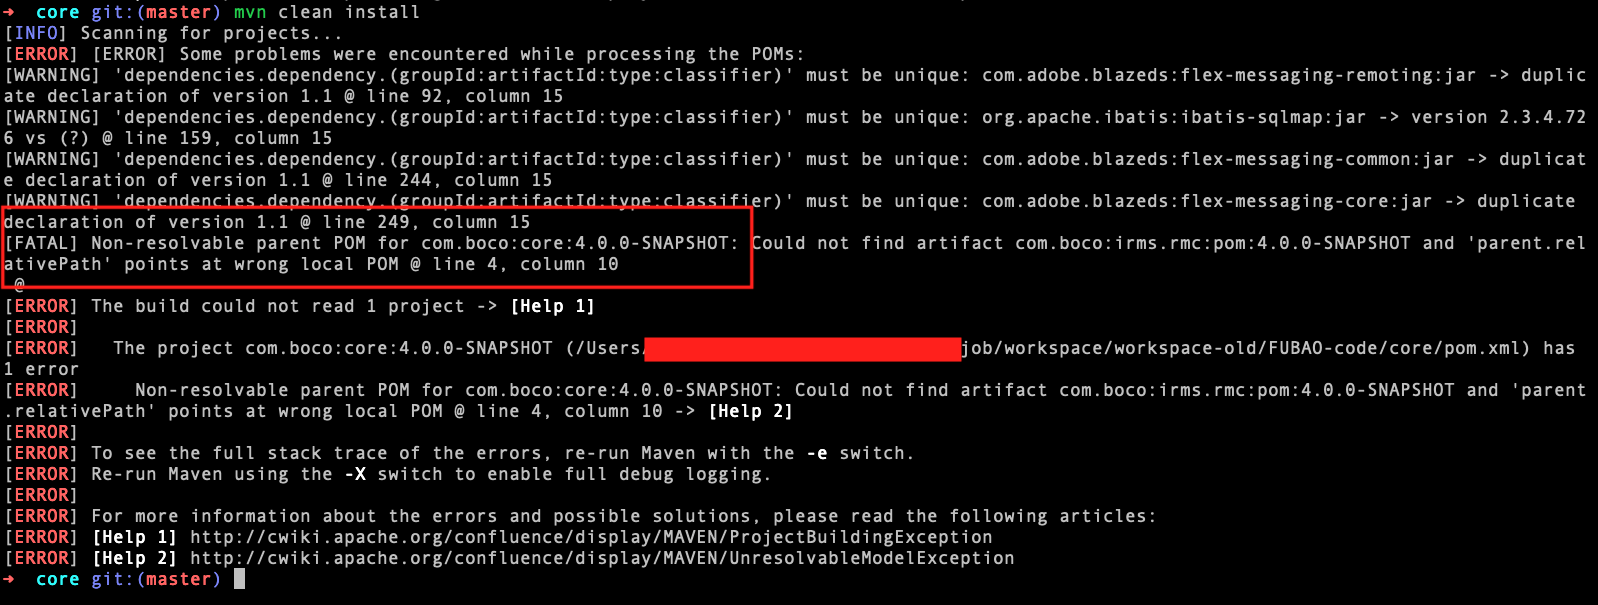 → core git:(master) mvn clean install
[INFO] Scanning for projects...
[ERROR] [ERROR] Some problems were encountered while processing the POMs:
[WARNING] 'dependencies.dependency.(groupId:artifactId:type:classifier)' must be unique: com.adobe.blazeds:flex-messaging-remoting:jar -> duplic
ate declaration of version 1.1 @ line 92, column 15
[WARNING] 'dependencies.dependency.(groupId:artifactId:type:classifier)' must be unique: org.apache.ibatis:ibatis-sqlmap:jar -> version 2.3.4.72
6 vs (?) @ line 159, column 15
[WARNING] 'dependencies.dependency.(groupId:artifactId:type:classifier)' must be unique: com.adobe.blazeds:flex-messaging-common:jar -> duplicat
e declaration of version 1.1 @ line 244, column 15
[WARNING] 'dependencies.dependency.(groupId:artifactId:type:classifier)' must be unique: com.adobe.blazeds:flex-messaging-core:jar -> duplicate
declaration of version 1.1 @ line 249, column 15
[FATAL] Non-resolvable parent POM for com.boco:core:4.0.0-SNAPSHOT: Could not find artifact com.boco:irms.rmc:pom:4.0.0-SNAPSHOT and 'parent.rel
ativePath' points at wrong local POM @ line 4, column 10
@
[ERROR] The build could not read 1 project -> [Help 1]
[ERROR]
[ERROR] The project com.boco:core:4.0.0-SNAPSHOT (/Users/ job/workspace/workspace-old/FUBAO-code/core/pom.xml) has
1 error
[ERROR] Non-resolvable parent POM for com.boco:core:4.0.0-SNAPSHOT: Could not find artifact com.boco:irms.rmc:pom:4.0.0-SNAPSHOT and 'parent
.relativePath' points at wrong local POM @ line 4, column 10 -> [Help 2]
[ERROR]
[ERROR] To see the full stack trace of the errors, re-run Maven with the -e switch.
[ERROR] Re-run Maven using the -X switch to enable full debug logging.
[ERROR]
[ERROR] For more information about the errors and possible solutions, please read the following articles:
[ERROR] [Help 1] http://cwiki.apache.org/confluence/display/MAVEN/ProjectBuildingException
[ERROR] [Help 2] http://cwiki.apache.org/confluence/display/MAVEN/UnresolvableModelException
→ core git:(master)